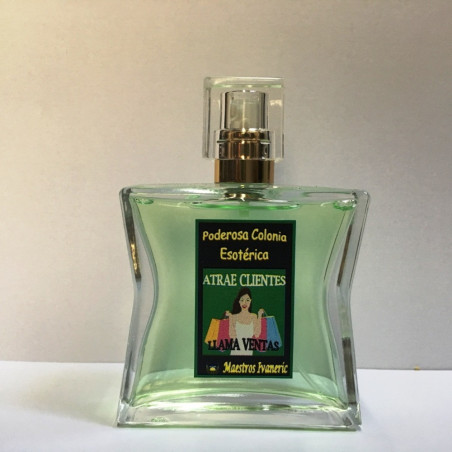 Poderosa Colonia
Esotérica
ATRAE CLIENTES
LLAMA VENTAS
Maestros Ivaneric